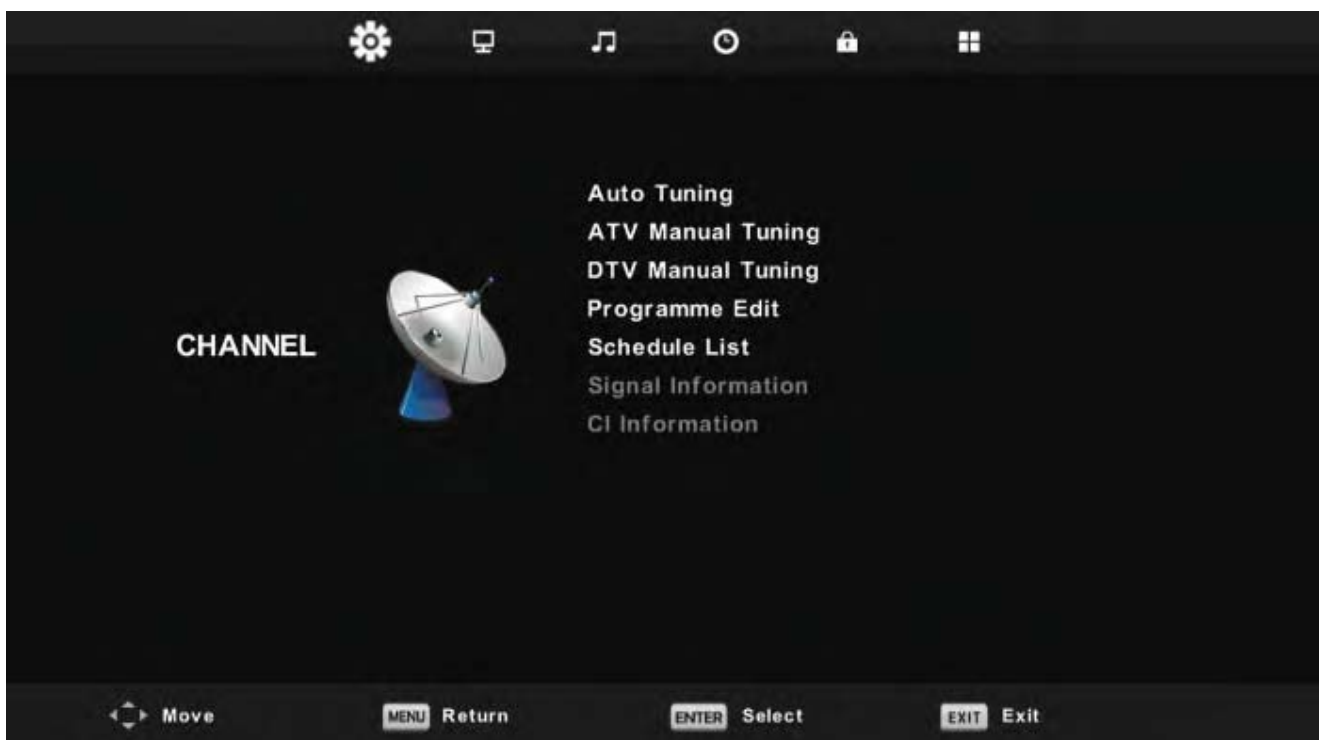 Auto Tuning
ATV Manual Tuning
DTV Manual Tuning
Programme Edit
CHANNEL
Schedule List
Signal Information
CI Information
Move MENU Return ENTER Select EXIT Exit